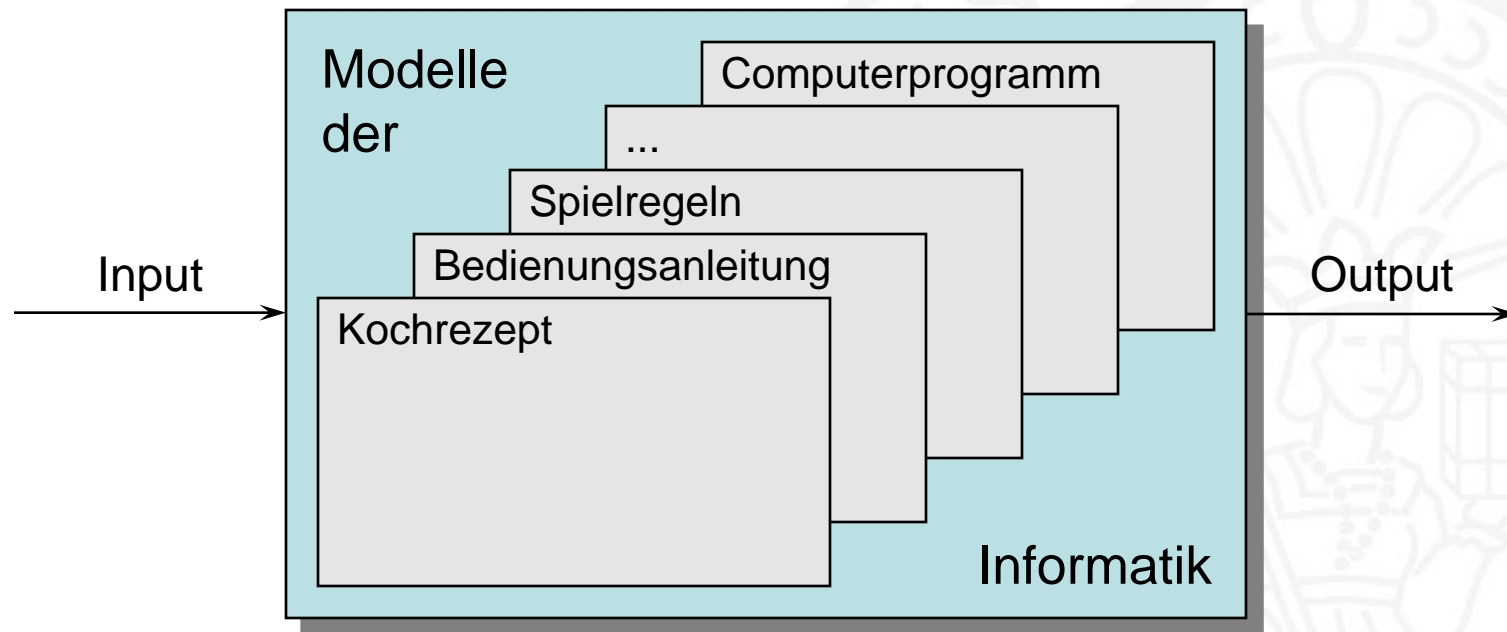 Modelle
der
Computerprogramm
...
Spielregeln
Bedienungsanleitung
Kochrezept
Input
Output
Informatik